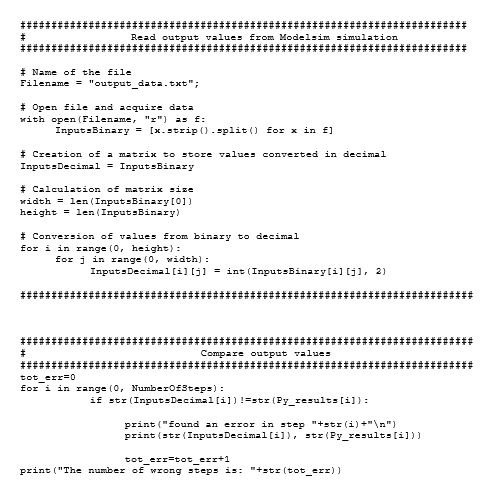 ########################################################################
# Read output values from Modelsim simulation
########################################################################
# Name of the file
Filename = "output_data.txt";
# Open file and acquire data
with open(Filename, "r") as f:
InputsBinary = [x.strip().split() for x in f]
# Creation of a matrix to store values converted in decimal
InputsDecimal = InputsBinary
# Calculation of matrix size
width = len(InputsBinary[0])
height = len(InputsBinary)
# Conversion of values from binary to decimal
for i in range(0, height):
for j in range(0, width):
InputsDecimal[i][j] = int(InputsBinary[i][j], 2)
#########################################################################
#########################################################################
# Compare output values
#########################################################################
tot_err=0
for i in range(0, NumberOfSteps):
if str(InputsDecimal[i])!=str(Py_results[i]):
print("found an error in step "+str(i)+"\n")
print(str(InputsDecimal[i]), str(Py_results[i]))
tot_err=tot_err+1
print("The number of wrong steps is: "+str(tot_err))